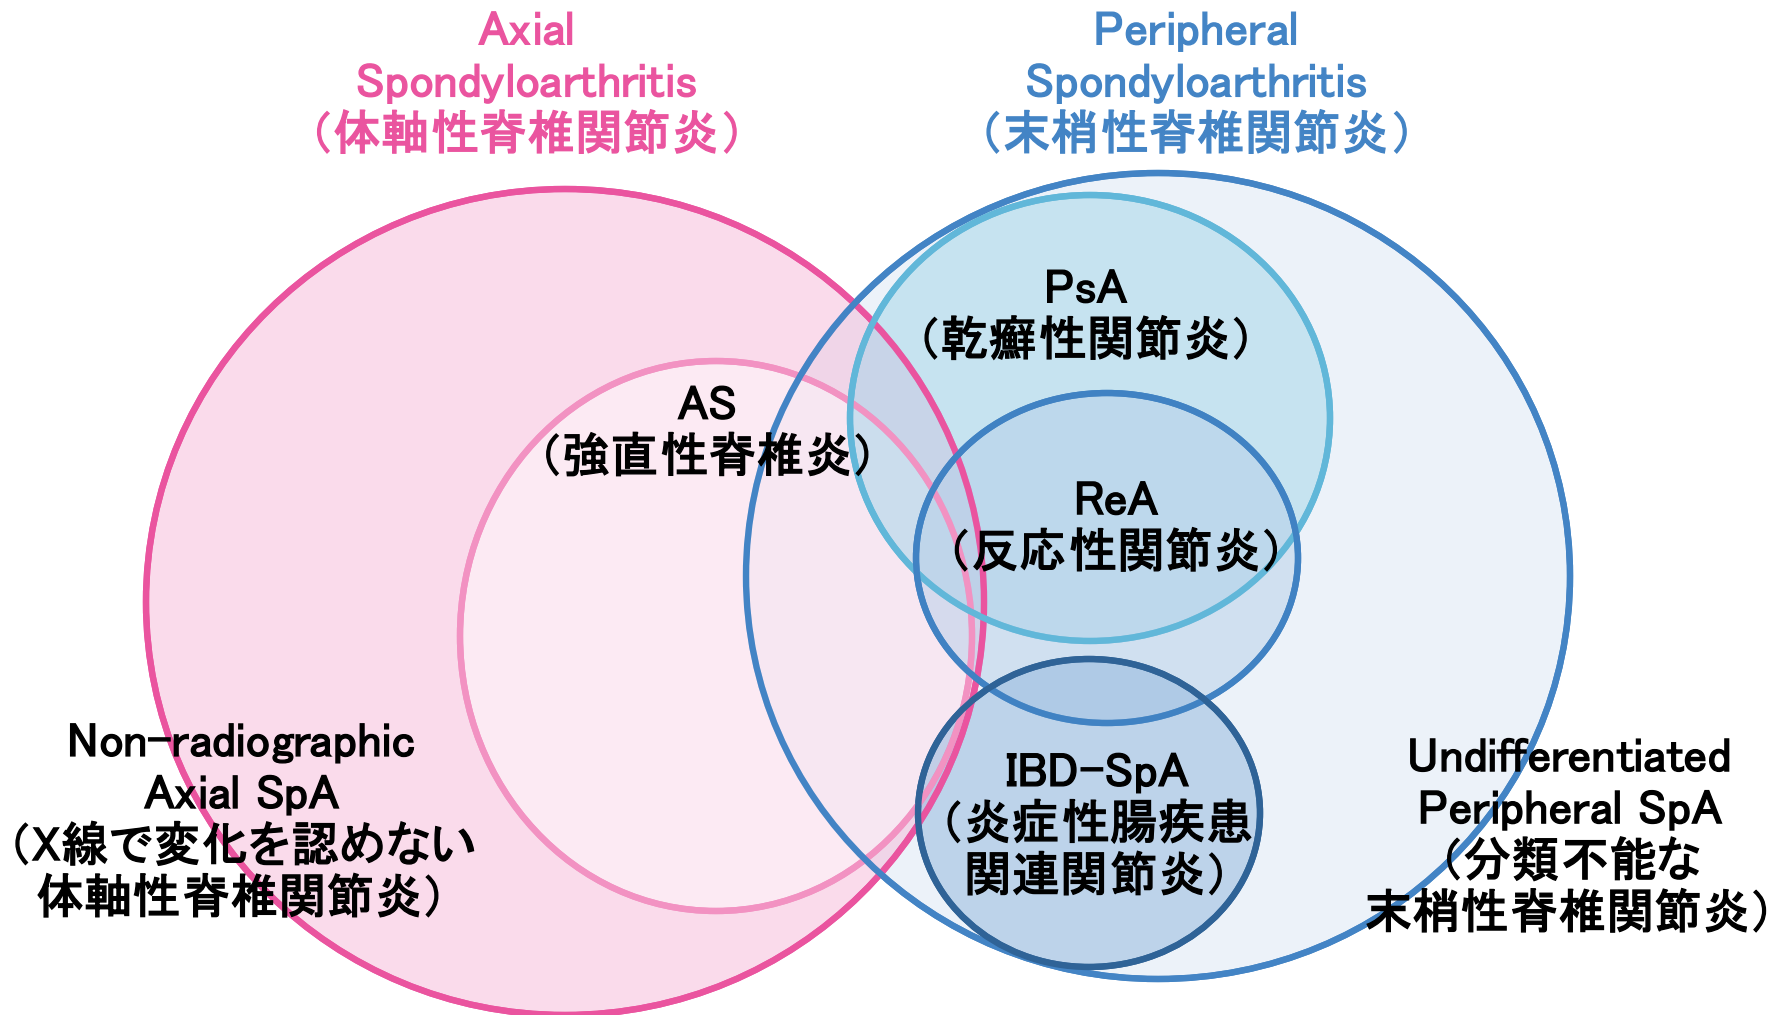 Axial
Spondyloarthritis
（体軸性脊椎関節炎）
Peripheral
Spondyloarthritis
（末梢性脊椎関節炎）
PsA
（乾癬性関節炎）
AS
（強直性脊椎炎）
ReA
（反応性関節炎）
Non-radiographic
Axial SpA
（X線で変化を認めない
体軸性脊椎関節炎）
IBD-SpA
（炎症性腸疾患
関連関節炎）
Undifferentiated
Peripheral SpA
（分類不能な
末梢性脊椎関節炎）